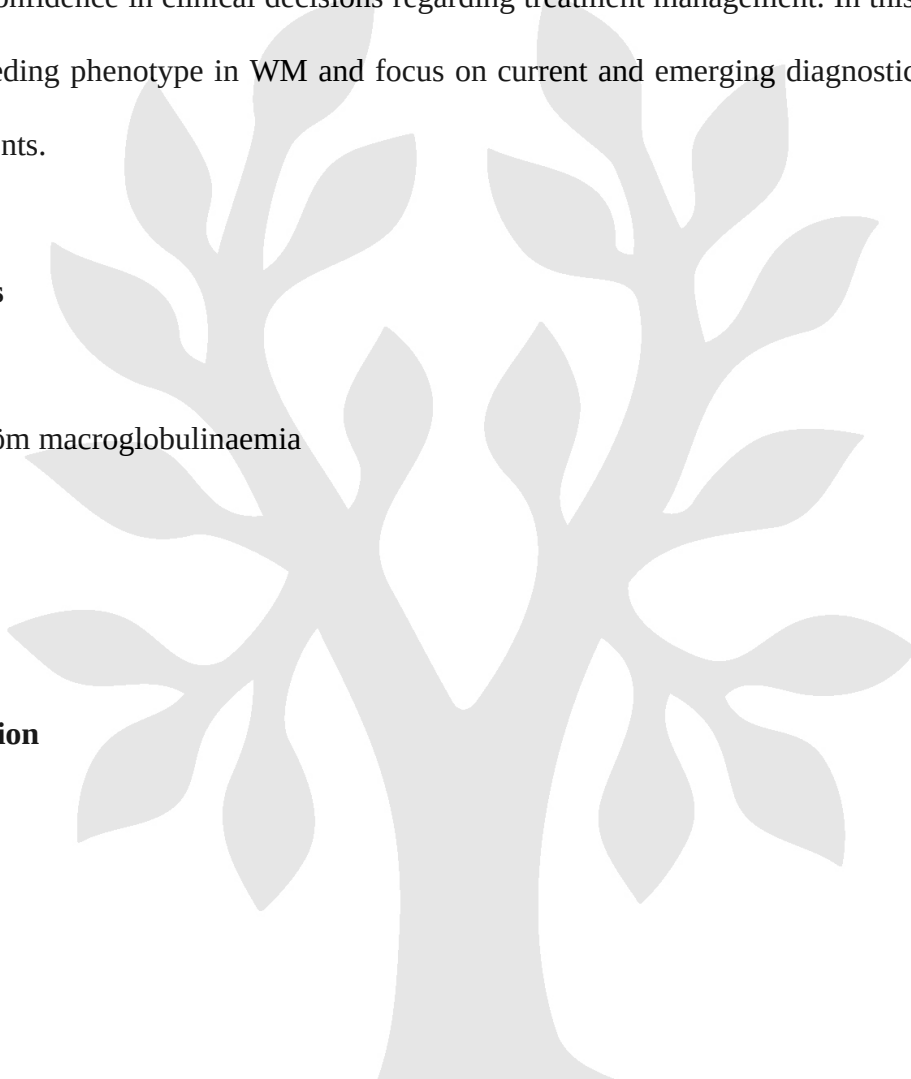 onfidence in clinical decisions regarding treatment management. In this
eding phenotype in WM and focus on current and emerging diagnostic
nts.
s
öm macroglobulinaemia
ion